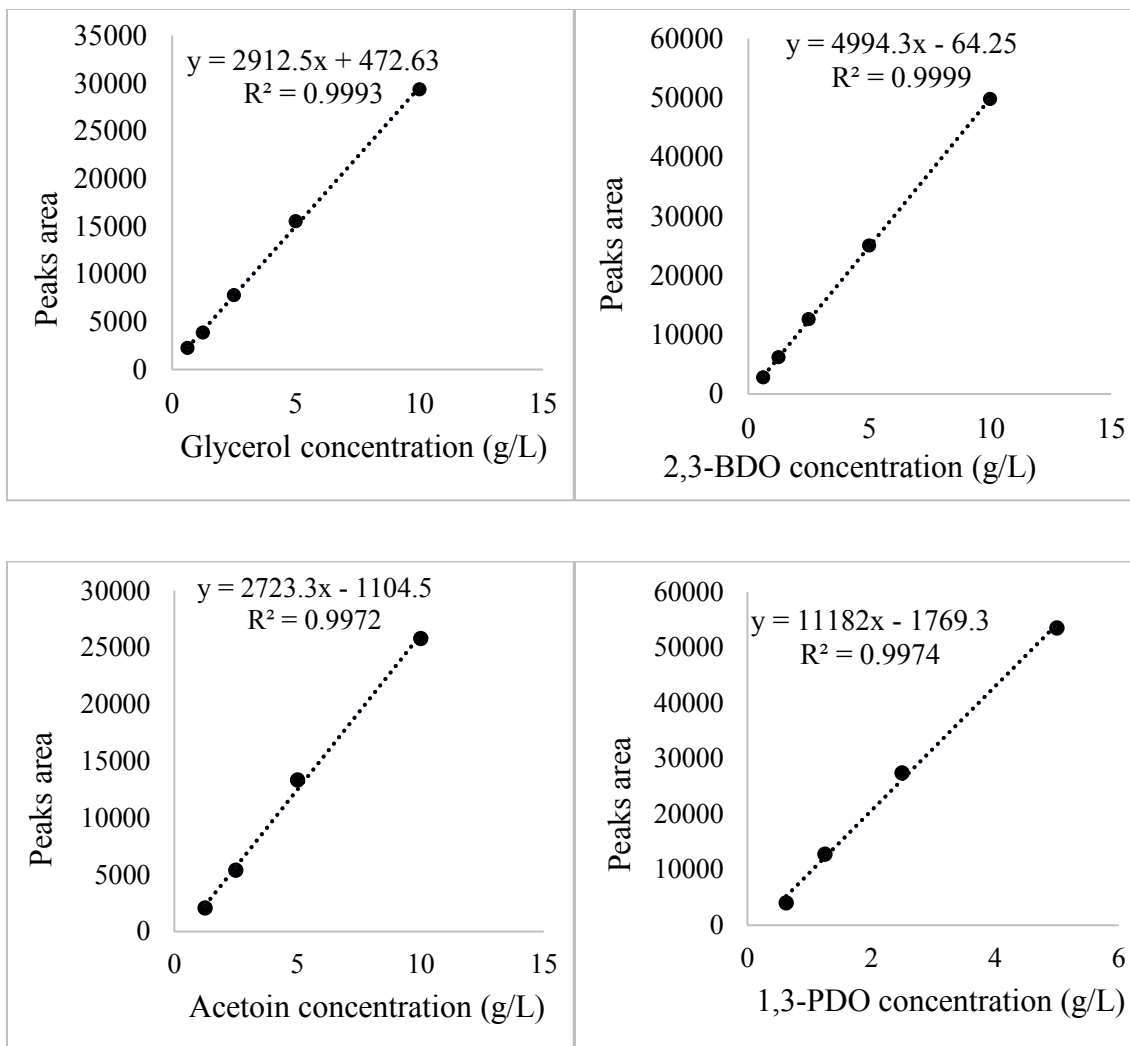 y = 2912.5x + 472.63
R² = 0.9993
35000
30000
25000
20000
15000
10000
5000
0
Peaks area
0 5 10 15
Glycerol concentration (g/L)
y = 4994.3x - 64.25
R² = 0.9999
60000
50000
40000
30000
20000
10000
0
Peaks area
0 5 10 15
2,3-BDO concentration (g/L)
y = 2723.3x - 1104.5
R² = 0.9972
30000
25000
20000
15000
10000
5000
0
Peaks area
0 5 10 15
Acetoin concentration (g/L)
y = 11182x - 1769.3
R² = 0.9974
60000
50000
40000
30000
20000
10000
0
Peaks area
0 2 4 6
1,3-PDO concentration (g/L)